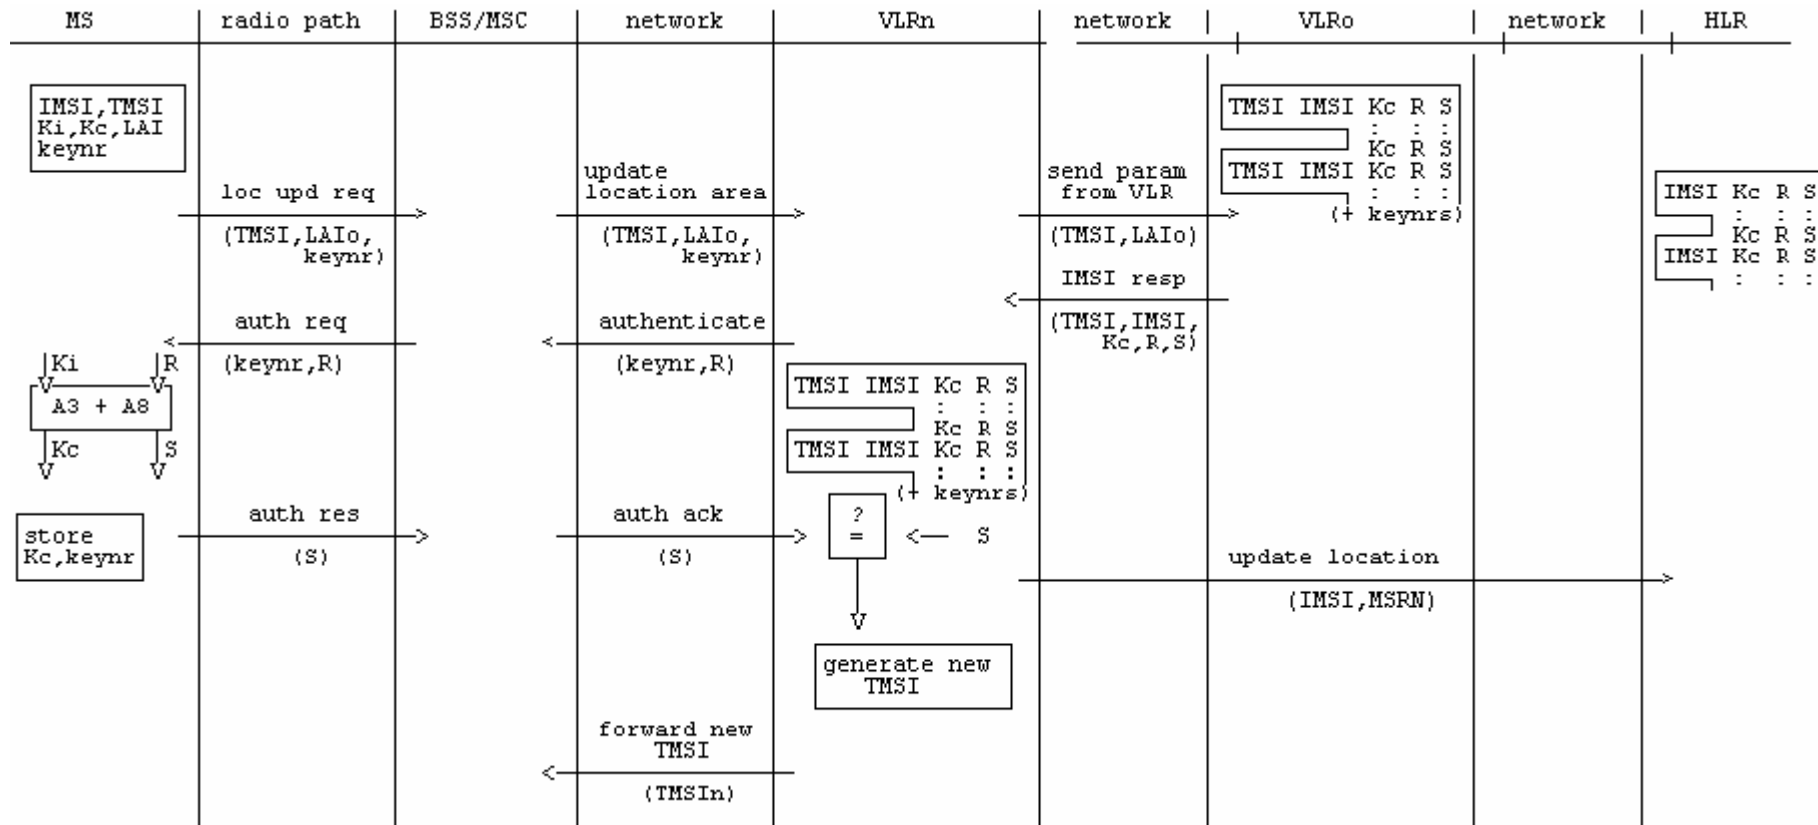 MS | radio path | BSS/MSC | network | VLRn | network | VLRo | network | HLR
IMSI,TMSI
Ki,Kc,LAI
keynr
TMSI IMSI Kc R S
: : :
Kc R S
TMSI IMSI Kc R S
: : :
(+ keynrs)
IMSI Kc R S
: : :
Kc R S
IMSI Kc R S
: : :
loc upd req
(TMSI,LAIo,
keynr)
update
location area
(TMSI,LAIo,
keynr)
send param
from VLR
(TMSI,LAIo)
IMSI resp
(TMSI,IMSI,
Kc,R,S)
auth req
(keynr,R)
authenticate
(keynr,R)
Ki R
A3 + A8
Kc S
TMSI IMSI Kc R S
: : :
Kc R S
TMSI IMSI Kc R S
: : :
(+ keynrs)
store
Kc,keynr
auth res
(S)
auth ack
(S)
?
= S
update location
(IMSI,MSRN)
generate new
TMSI
forward new
TMSI
(TMSIn)